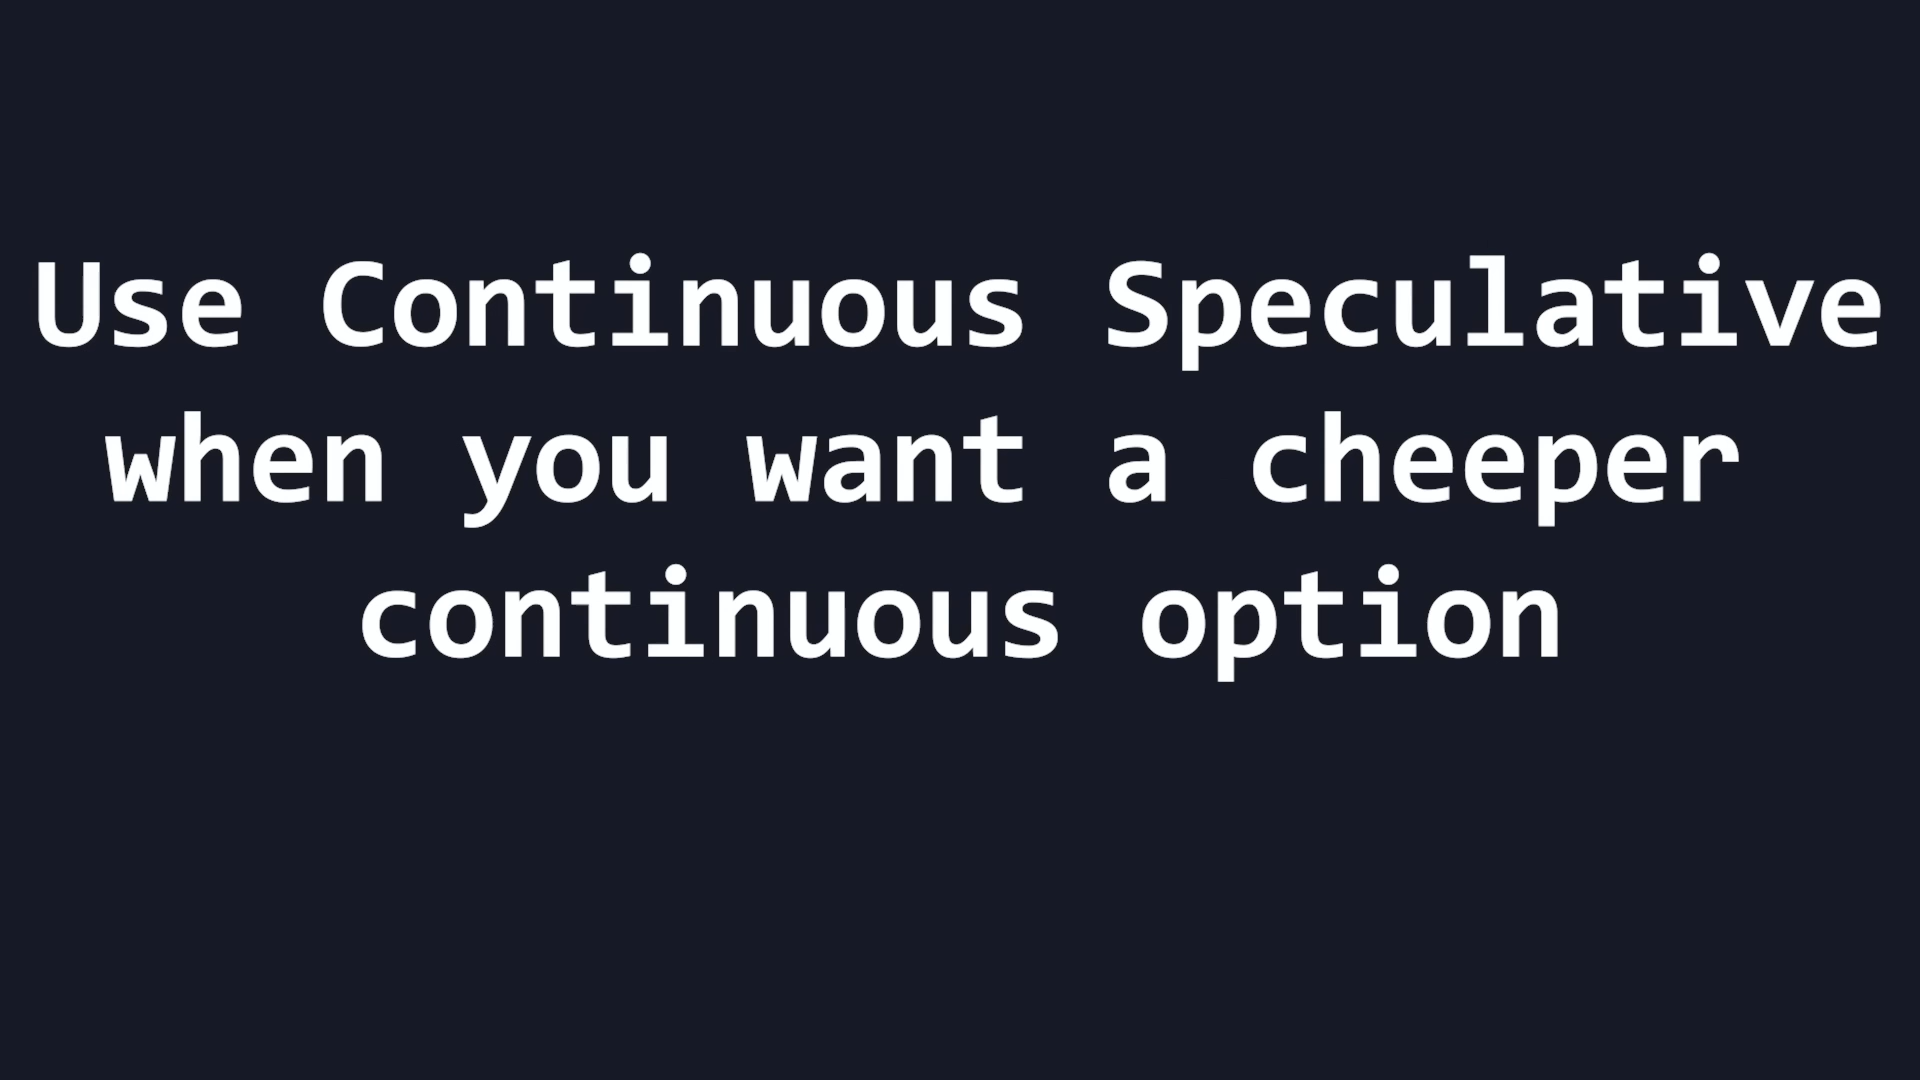 Use Continuous Speculative
when you want a cheeper
continuous option